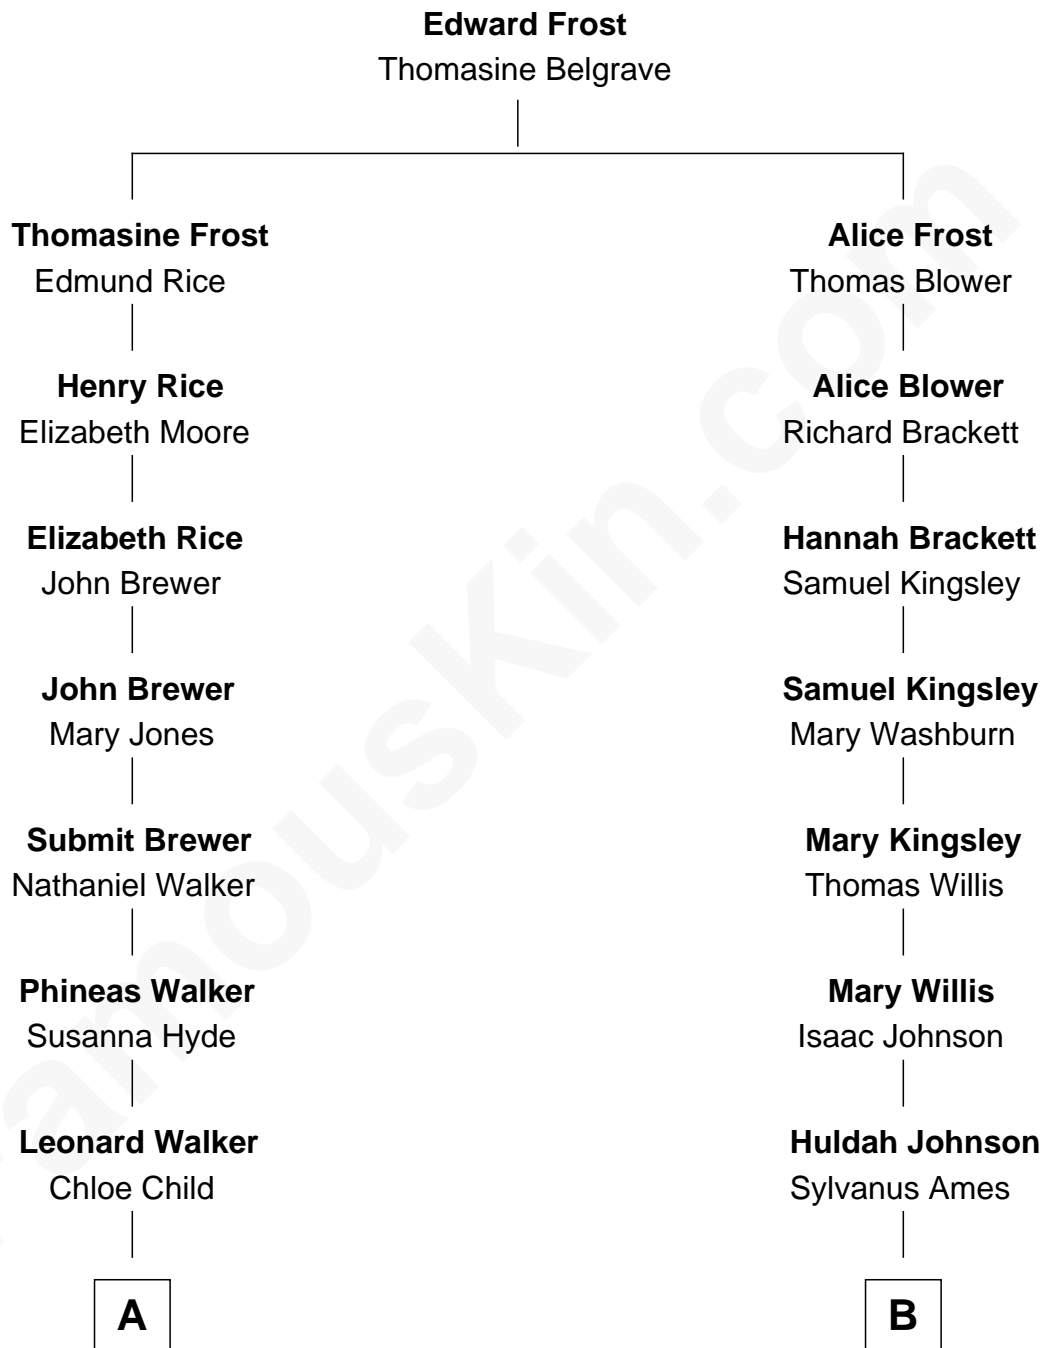 Edward Frost
Thomasine Belgrave
Thomasine Frost
Edmund Rice
Alice Frost
Thomas Blower
Henry Rice
Elizabeth Moore
Alice Blower
Richard Brackett
Elizabeth Rice
John Brewer
Hannah Brackett
Samuel Kingsley
John Brewer
Mary Jones
Samuel Kingsley
Mary Washburn
Submit Brewer
Nathaniel Walker
Mary Kingsley
Thomas Willis
Phineas Walker
Susanna Hyde
Mary Willis
Isaac Johnson
Leonard Walker
Chloe Child
Huldah Johnson
Sylvanus Ames
A
B
FamousKin.com